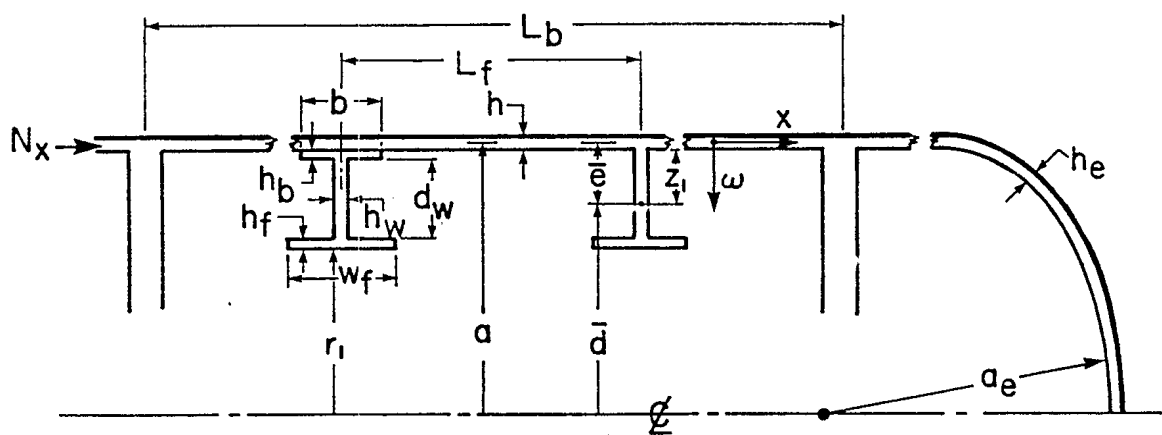 L_b
L_f
b
h
x
N_x
ē
z_1
ω
h_e
h_b
d_w
h_w
h_f
w_f
r_1
a
d̄
a_e
℄